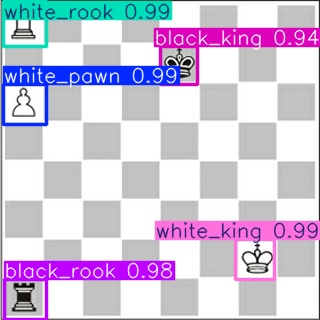 white_rook 0.99
black_king 0.94
white_pawn 0.99
white_king 0.99
black_rook 0.98